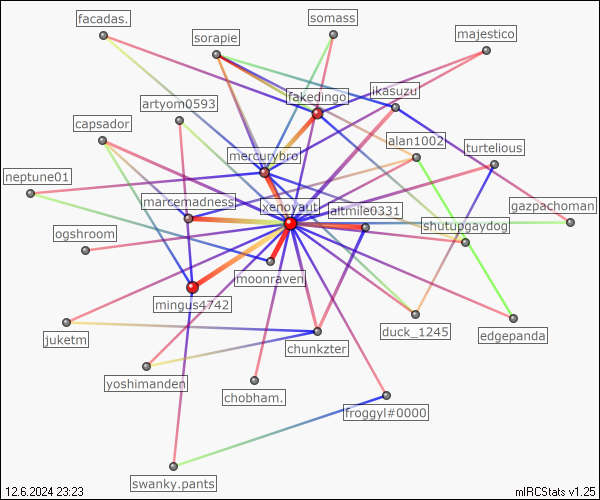 facadas.
somass
sorapie
majestico
ikasuzu
fakedingo
artyom0593
capsador
alan1002
turtelious
mercurybro
neptune01
marcemadness
xenoyaut
altmile0331
gazpachoman
shutupgaydog
ogshroom
moonraven
mingus4742
juketm
duck_1245
edgepanda
chunkzter
yoshimanden
chobham.
froggyl#0000
swanky.pants
12.6.2024 23:23
mIRCStats v1.25